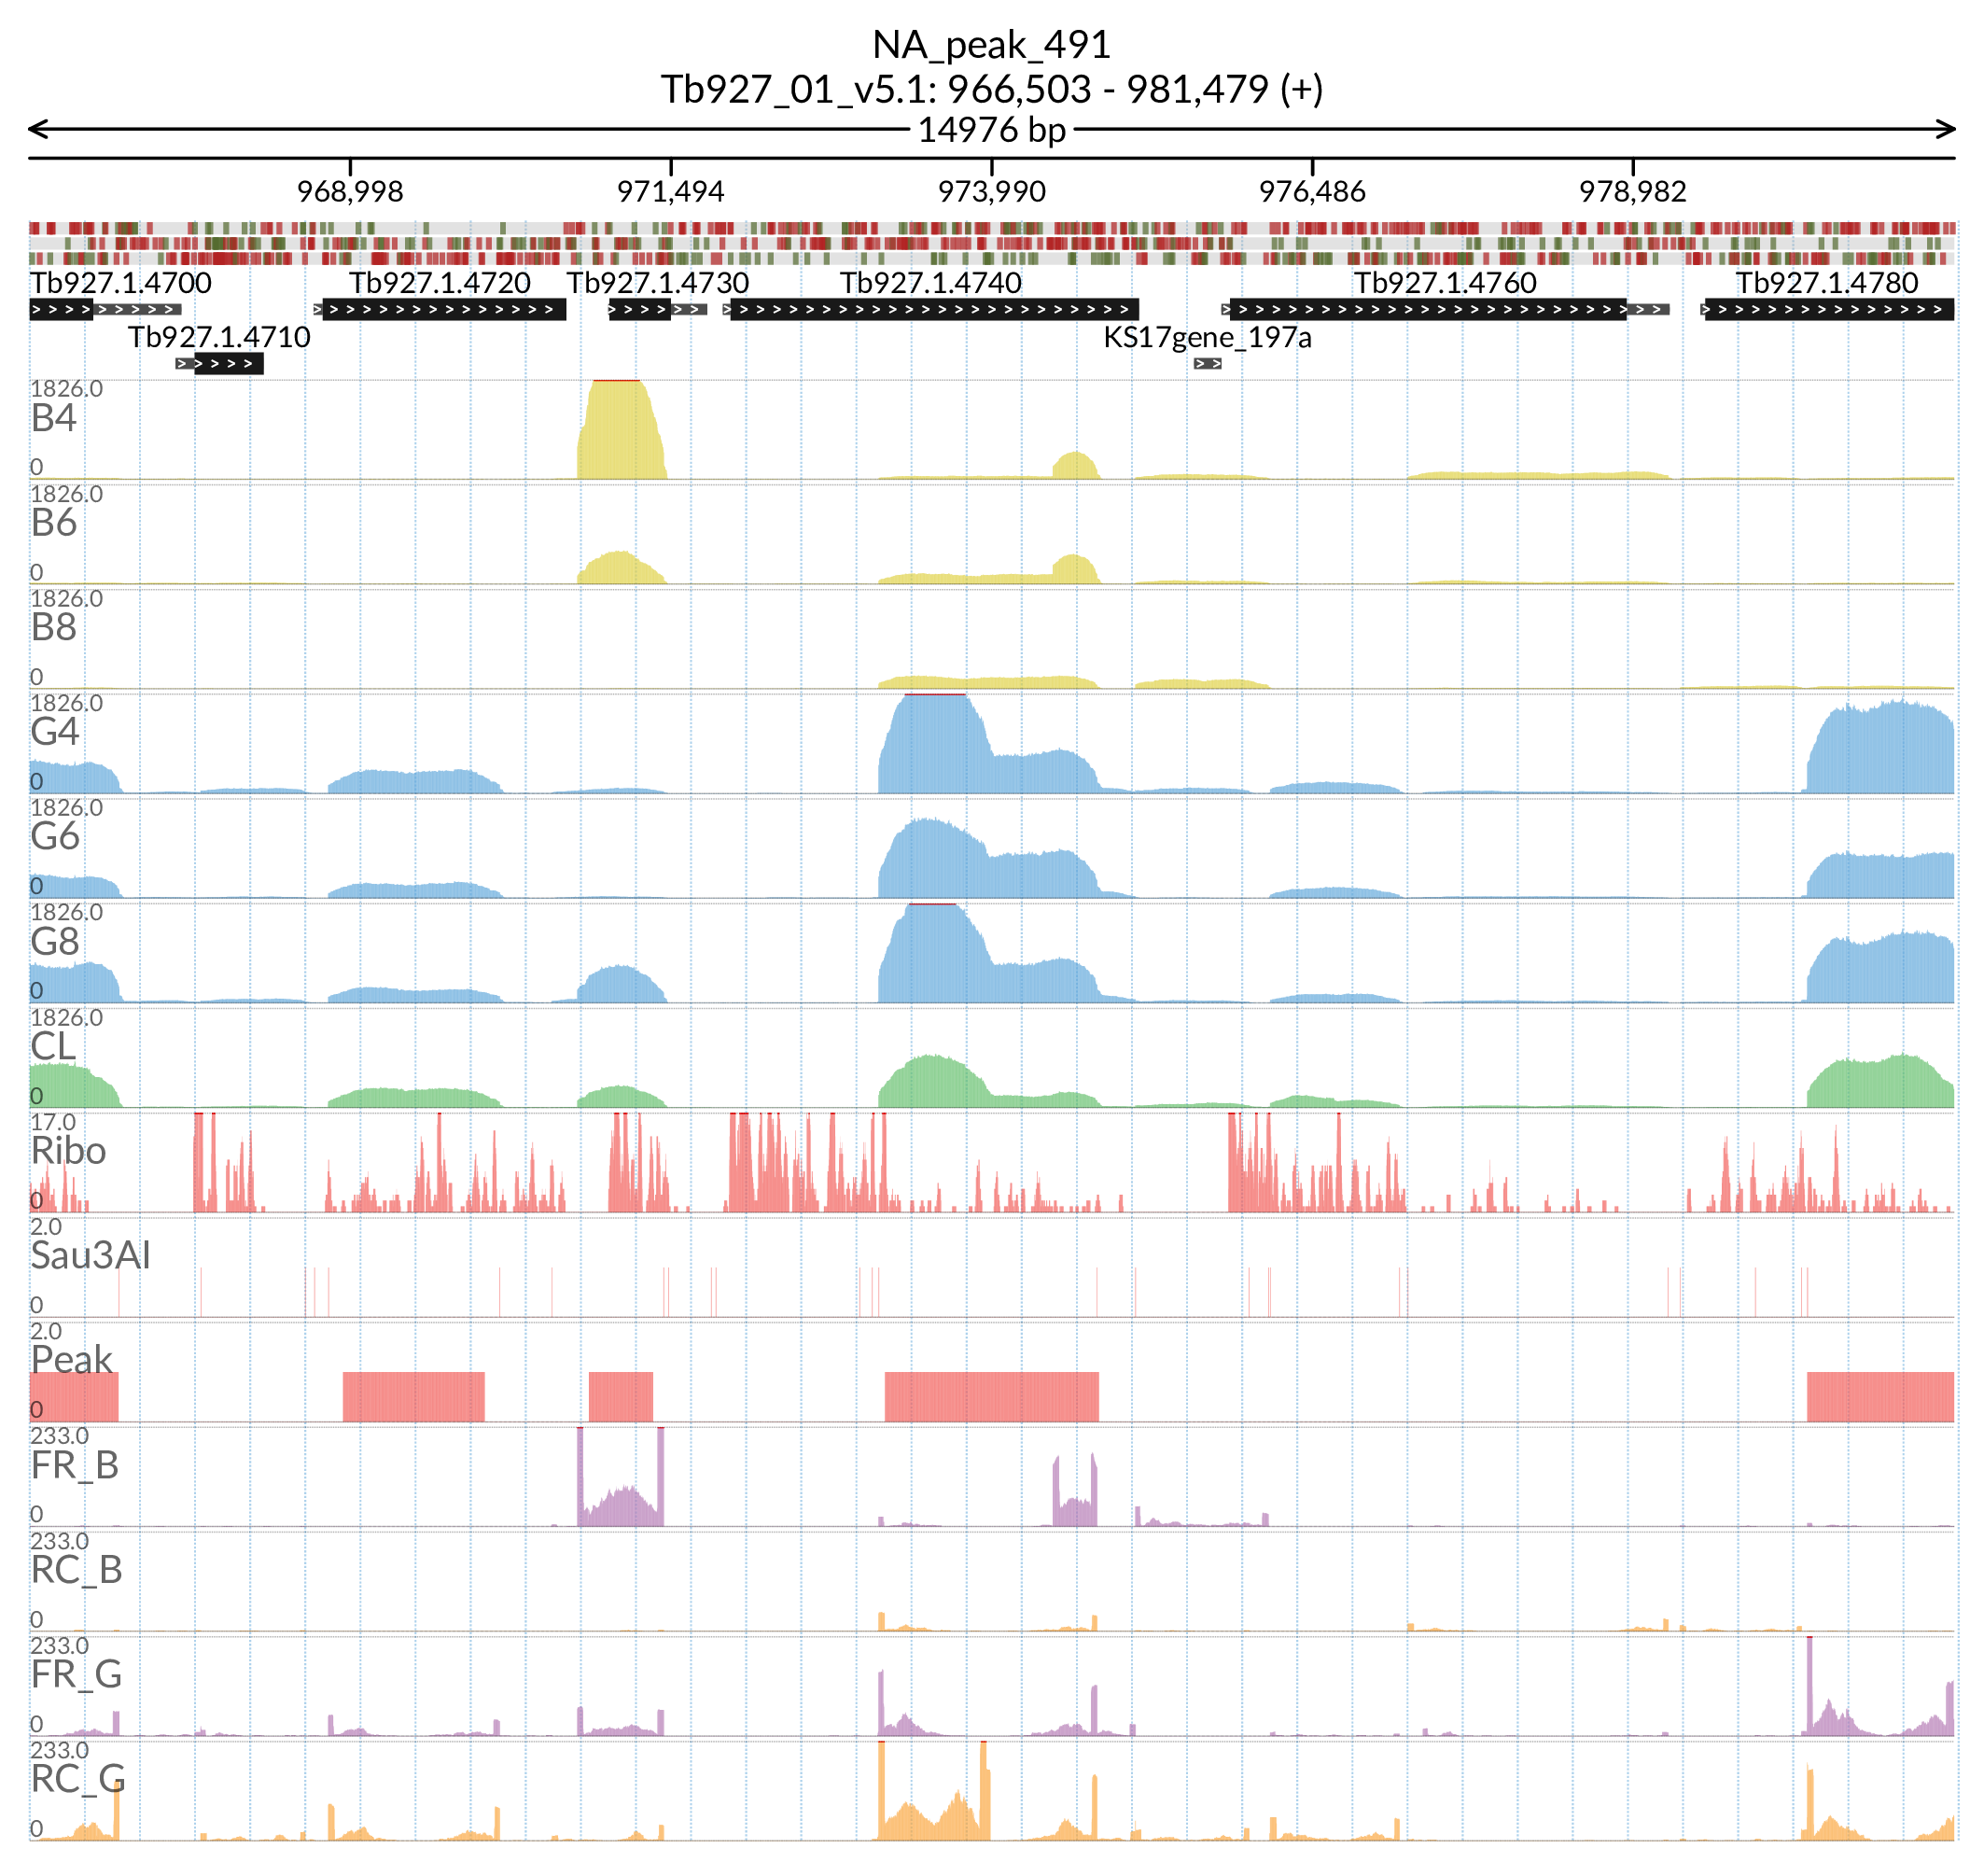 NA_peak_491
Tb927_01_v5.1: 966,503 - 981,479 (+)
14976 bp
968,998 971,494 973,990 976,486 978,982
Tb927.1.4700 Tb927.1.4720 Tb927.1.4730 Tb927.1.4740 Tb927.1.4760 Tb927.1.4780
Tb927.1.4710 KS17gene_197a
1826.0
B4
0
1826.0
B6
0
1826.0
B8
0
1826.0
G4
0
1826.0
G6
0
1826.0
G8
0
1826.0
CL
0
17.0
Ribo
0
2.0
Sau3AI
0
2.0
Peak
0
233.0
FR_B
0
233.0
RC_B
0
233.0
FR_G
0
233.0
RC_G
0